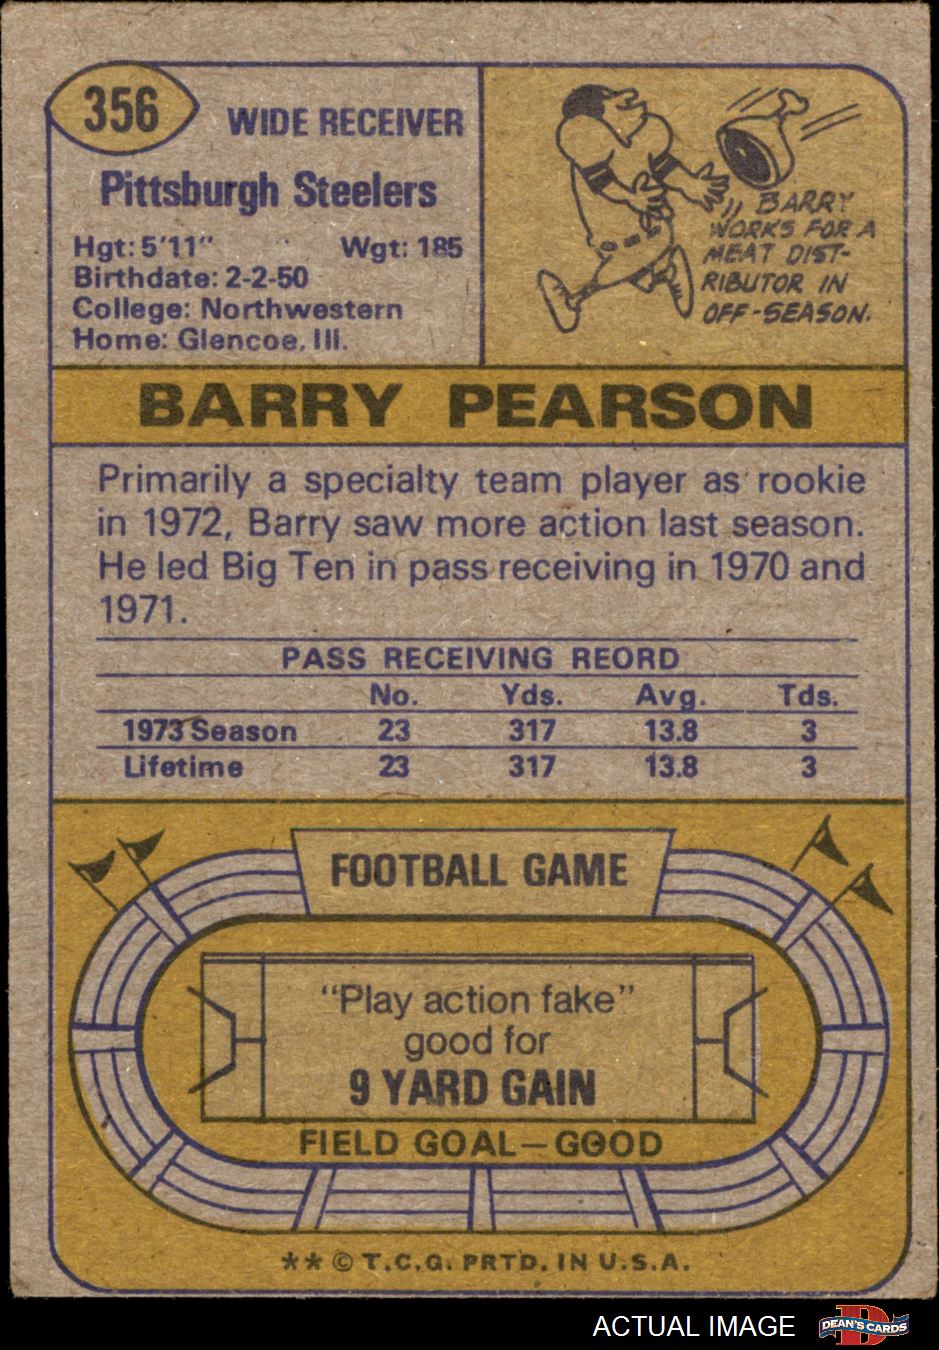 356
WIDE RECEIVER
Pittsburgh Steelers
Hgt: 5'11" Wgt: 185
Birthdate: 2-2-50
College: Northwestern
Home: Glencoe, Ill.
BARRY
WORKS FOR A
MEAT DIST-
RIBUTOR IN
OFF-SEASON.
BARRY PEARSON
Primarily a specialty team player as rookie
in 1972, Barry saw more action last season.
He led Big Ten in pass receiving in 1970 and
1971.
PASS RECEIVING REORD
No. Yds. Avg. Tds.
1973 Season 23 317 13.8 3
Lifetime 23 317 13.8 3
FOOTBALL GAME
"Play action fake"
good for
9 YARD GAIN
FIELD GOAL—GOOD
** © T.C.G. PRTD. IN U.S.A.
ACTUAL IMAGE
DEAN'S CARDS